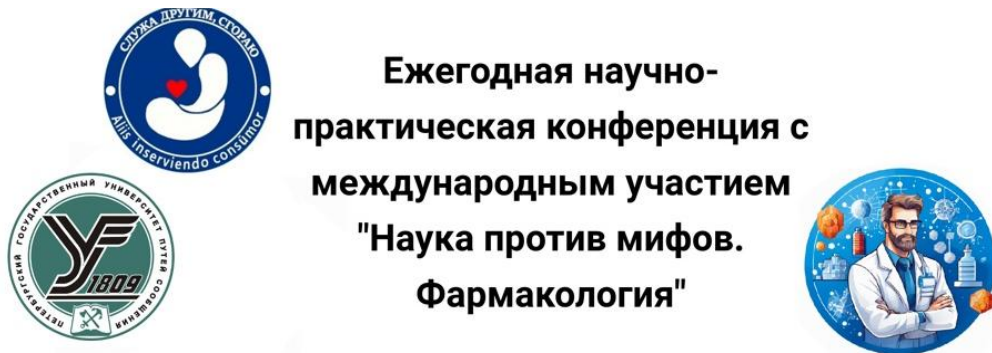 СЛУЖА ДРУГИМ, СГОРАЮ
Aliis inserviendo consúmor
ПЕТЕРБУРГСКИЙ ГОСУДАРСТВЕННЫЙ УНИВЕРСИТЕТ ПУТЕЙ СООБЩЕНИЯ
1809
Ежегодная научно-
практическая конференция с
международным участием
"Наука против мифов.
Фармакология"